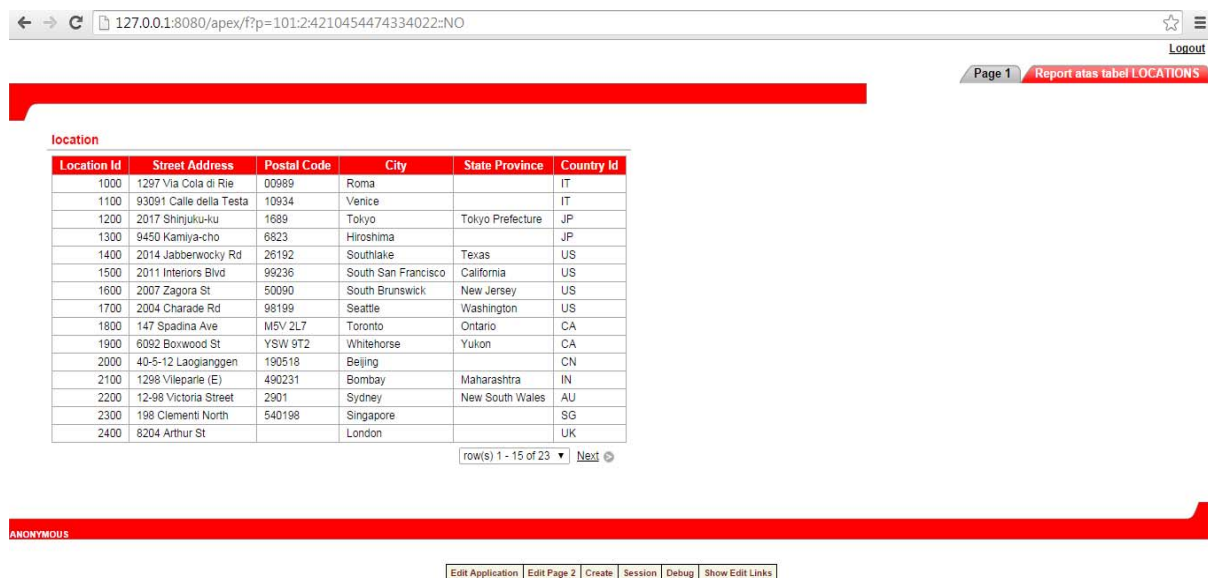 127.0.0.1:8080/apex/f?p=101:2:4210454474334022::NO
Logout
Page 1 Report atas tabel LOCATIONS
location
Location Id Street Address Postal Code City State Province Country Id
1000 1297 Via Cola di Rie 00989 Roma IT
1100 93091 Calle della Testa 10934 Venice IT
1200 2017 Shinjuku-ku 1689 Tokyo Tokyo Prefecture JP
1300 9450 Kamiya-cho 6823 Hiroshima JP
1400 2014 Jabberwocky Rd 26192 Southlake Texas US
1500 2011 Interiors Blvd 99236 South San Francisco California US
1600 2007 Zagora St 50090 South Brunswick New Jersey US
1700 2004 Charade Rd 98199 Seattle Washington US
1800 147 Spadina Ave M5V 2L7 Toronto Ontario CA
1900 6092 Boxwood St YSW 9T2 Whitehorse Yukon CA
2000 40-5-12 Laogianggen 190518 Beijing CN
2100 1298 Vileparle (E) 490231 Bombay Maharashtra IN
2200 12-98 Victoria Street 2901 Sydney New South Wales AU
2300 198 Clementi North 540198 Singapore SG
2400 8204 Arthur St London UK
row(s) 1 - 15 of 23 Next
ANONYMOUS
Edit Application Edit Page 2 Create Session Debug Show Edit Links